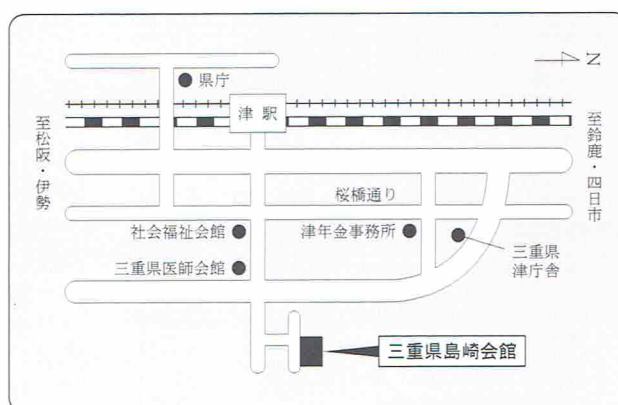 N
県庁
津駅
至松阪・伊勢
至鈴鹿・四日市
桜橋通り
社会福祉会館
津年金事務所
三重県医師会館
三重県
津庁舎
三重県島崎会館